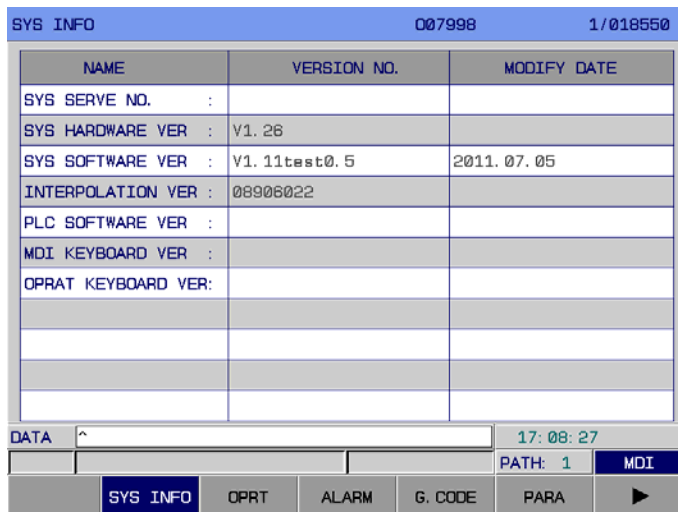 SYS INFO O07998 1/018550
NAME VERSION NO. MODIFY DATE
SYS SERVE NO. :
SYS HARDWARE VER : V1.26
SYS SOFTWARE VER : V1.11test0.5 2011.07.05
INTERPOLATION VER : 08906022
PLC SOFTWARE VER :
MDI KEYBOARD VER :
OPRAT KEYBOARD VER:
DATA ^ 17:08:27
PATH: 1 MDI
SYS INFO OPRT ALARM G.CODE PARA ▶